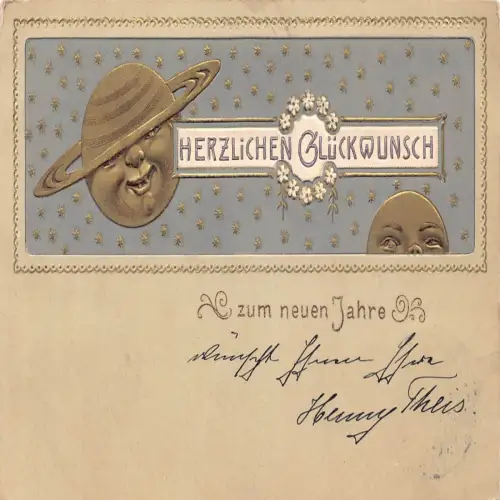 HERZLICHEN GLÜCKWUNSCH
zum neuen Jahre
wünscht Ihnen Ihre
Henny Theis.